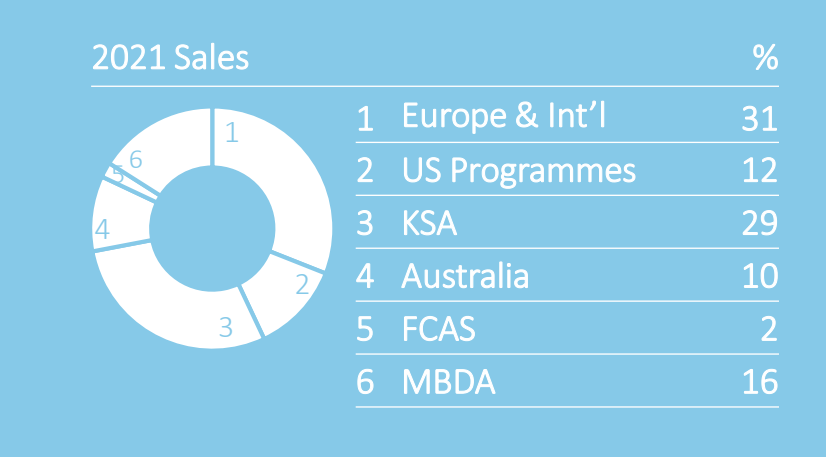 2021 Sales %
1 Europe & Int’l 31
2 US Programmes 12
3 KSA 29
4 Australia 10
5 FCAS 2
6 MBDA 16
1
2
3
4
5
6